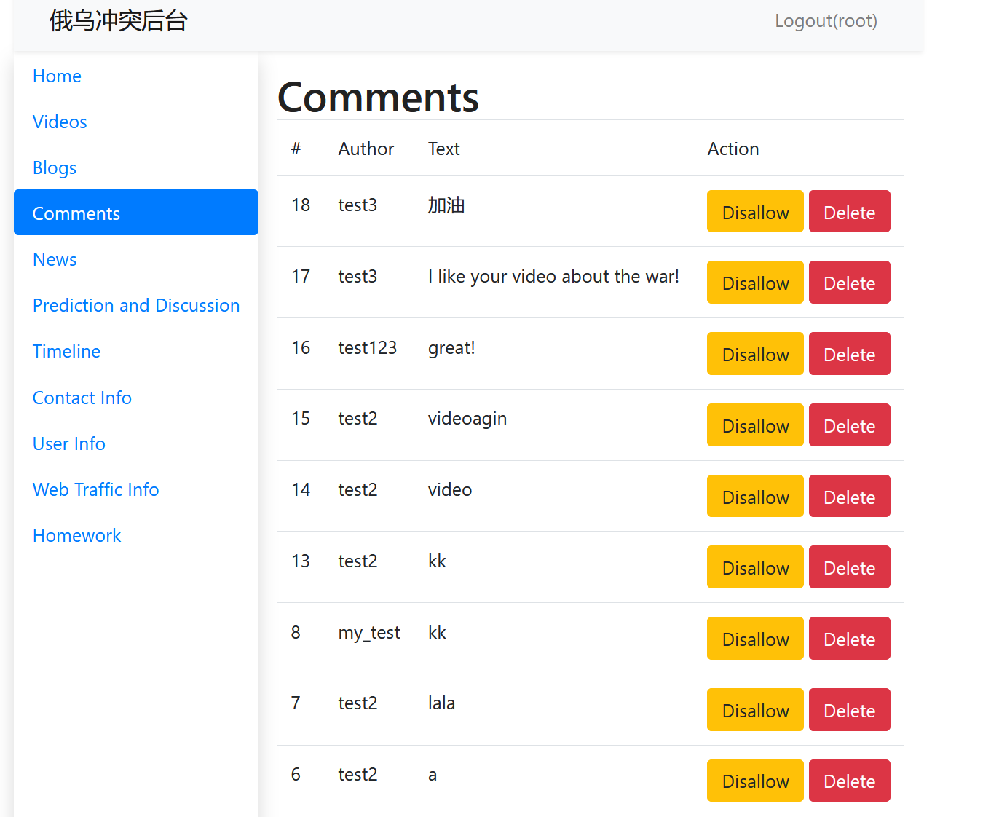 俄乌冲突后台 Logout(root)
Home
Videos
Blogs
Comments
News
Prediction and Discussion
Timeline
Contact Info
User Info
Web Traffic Info
Homework
Comments
# Author Text Action
18 test3 加油 Disallow Delete
17 test3 I like your video about the war! Disallow Delete
16 test123 great! Disallow Delete
15 test2 videoagin Disallow Delete
14 test2 video Disallow Delete
13 test2 kk Disallow Delete
8 my_test kk Disallow Delete
7 test2 lala Disallow Delete
6 test2 a Disallow Delete